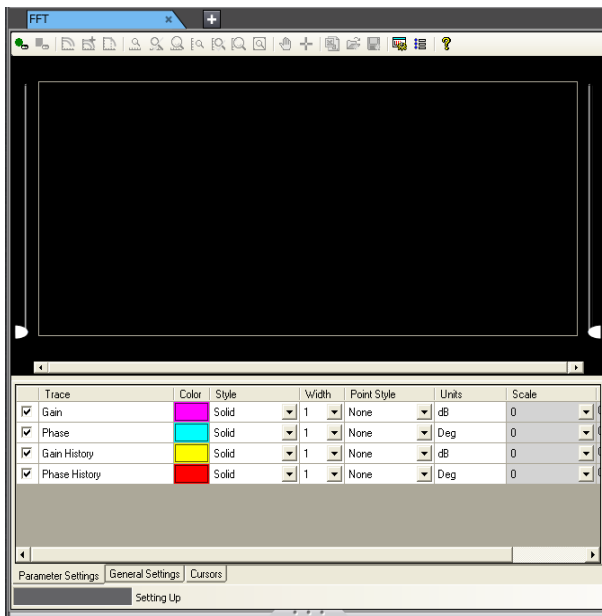 FFT
Trace Color Style Width Point Style Units Scale
Gain Solid 1 None dB 0
Phase Solid 1 None Deg 0
Gain History Solid 1 None dB 0
Phase History Solid 1 None Deg 0
Parameter Settings General Settings Cursors
Setting Up